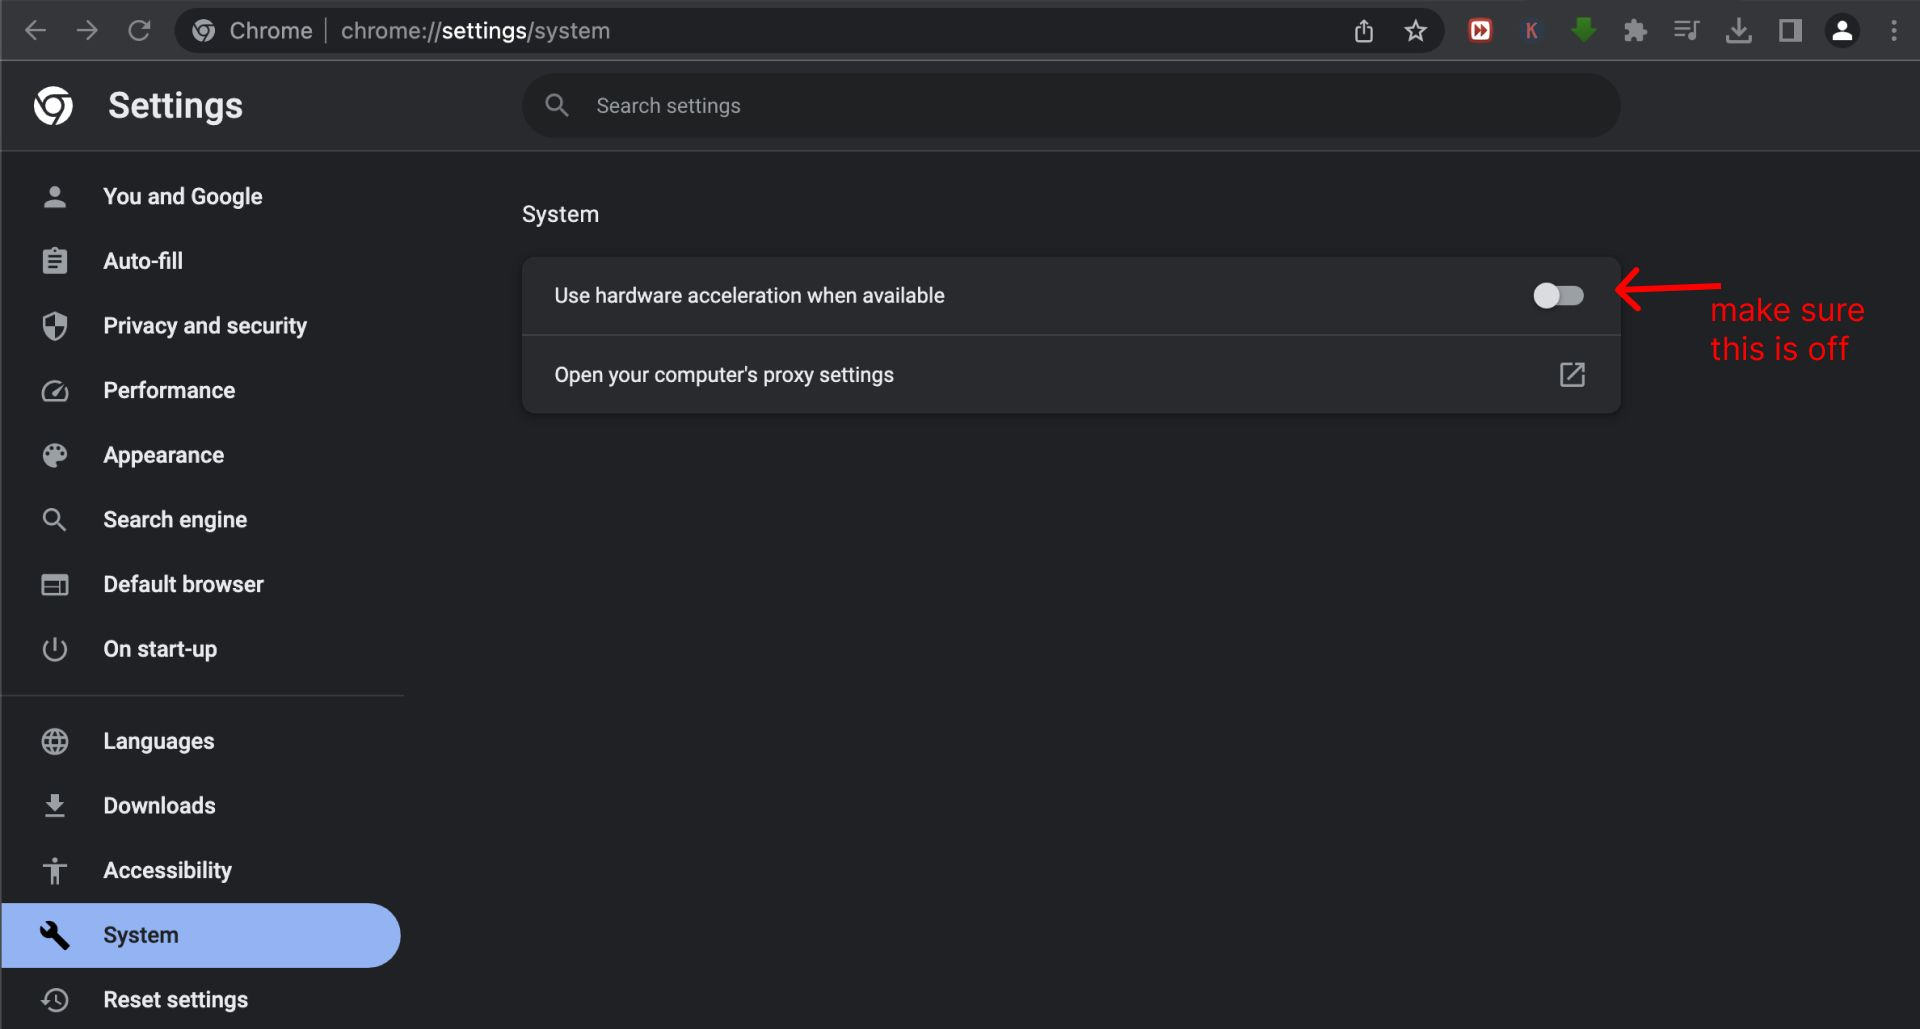 Chrome | chrome://settings/system
K
Settings
Search settings
You and Google
Auto-fill
Privacy and security
Performance
Appearance
Search engine
Default browser
On start-up
Languages
Downloads
Accessibility
System
Reset settings
System
Use hardware acceleration when available
Open your computer's proxy settings
make sure
this is off